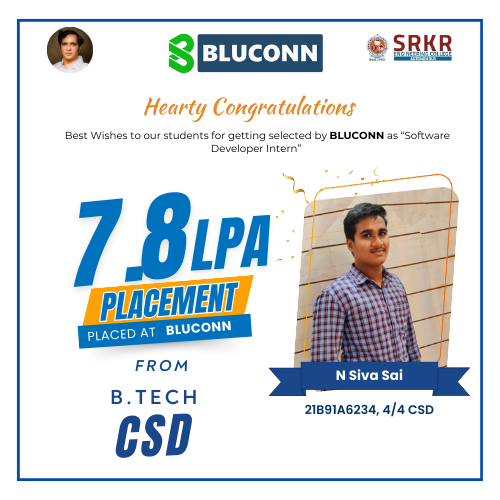 BLUCONN
SRKR
ENGINEERING COLLEGE
AUTONOMOUS
Hearty Congratulations
Best Wishes to our students for getting selected by BLUCONN as “Software
Developer Intern”
7.8 LPA
PLACEMENT
PLACED AT BLUCONN
FROM
B.TECH
CSD
N Siva Sai
21B91A6234, 4/4 CSD